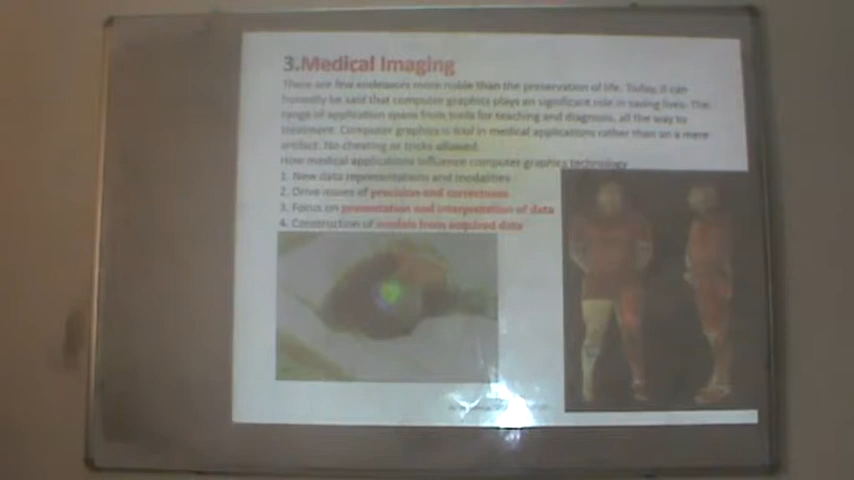 3.Medical Imaging
There are few endeavors more noble than the preservation of life. Today, it can
honestly be said that computer graphics plays an significant role in saving lives. The
range of application spans from tools for teaching and diagnosis, all the way to
treatment. Computer graphics is tool in medical applications rather than an a mere
artifact. No cheating or tricks allowed.
How medical applications influence computer graphics technology
1. New data representations and modalities
2. Drive issues of precision and correctness
3. Focus on presentation and interpretation of data
4. Construction of models from acquired data